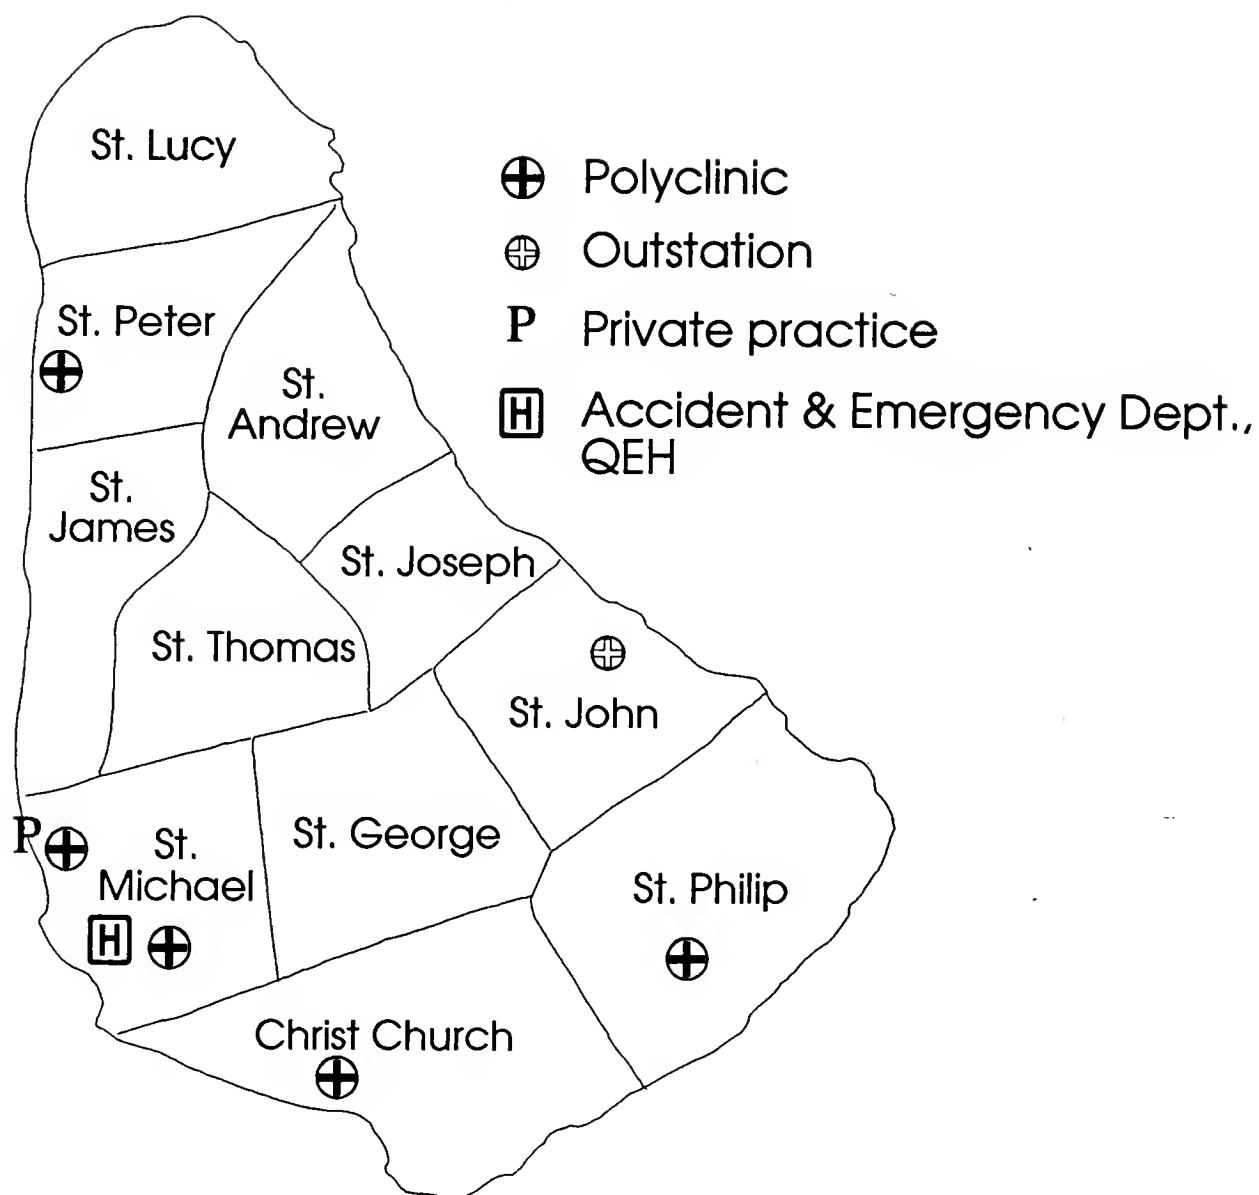 St. Lucy
Polyclinic
Outstation
St. Peter
P Private practice
St.
Andrew
H Accident & Emergency Dept.,
QEH
St.
James
St. Joseph
St. Thomas
St. John
P
St.
Michael
St. George
St. Philip
H
Christ Church